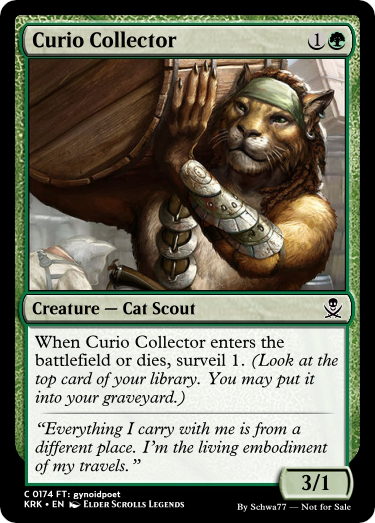 Curio Collector 1
Creature — Cat Scout
When Curio Collector enters the
battlefield or dies, surveil 1. (Look at the
top card of your library. You may put it
into your graveyard.)
“Everything I carry with me is from a
different place. I'm the living embodiment
of my travels.”
3/1
C 0174 FT: gynoidpoet
KRK • EN Elder Scrolls Legends
By Schwa77 — Not for Sale